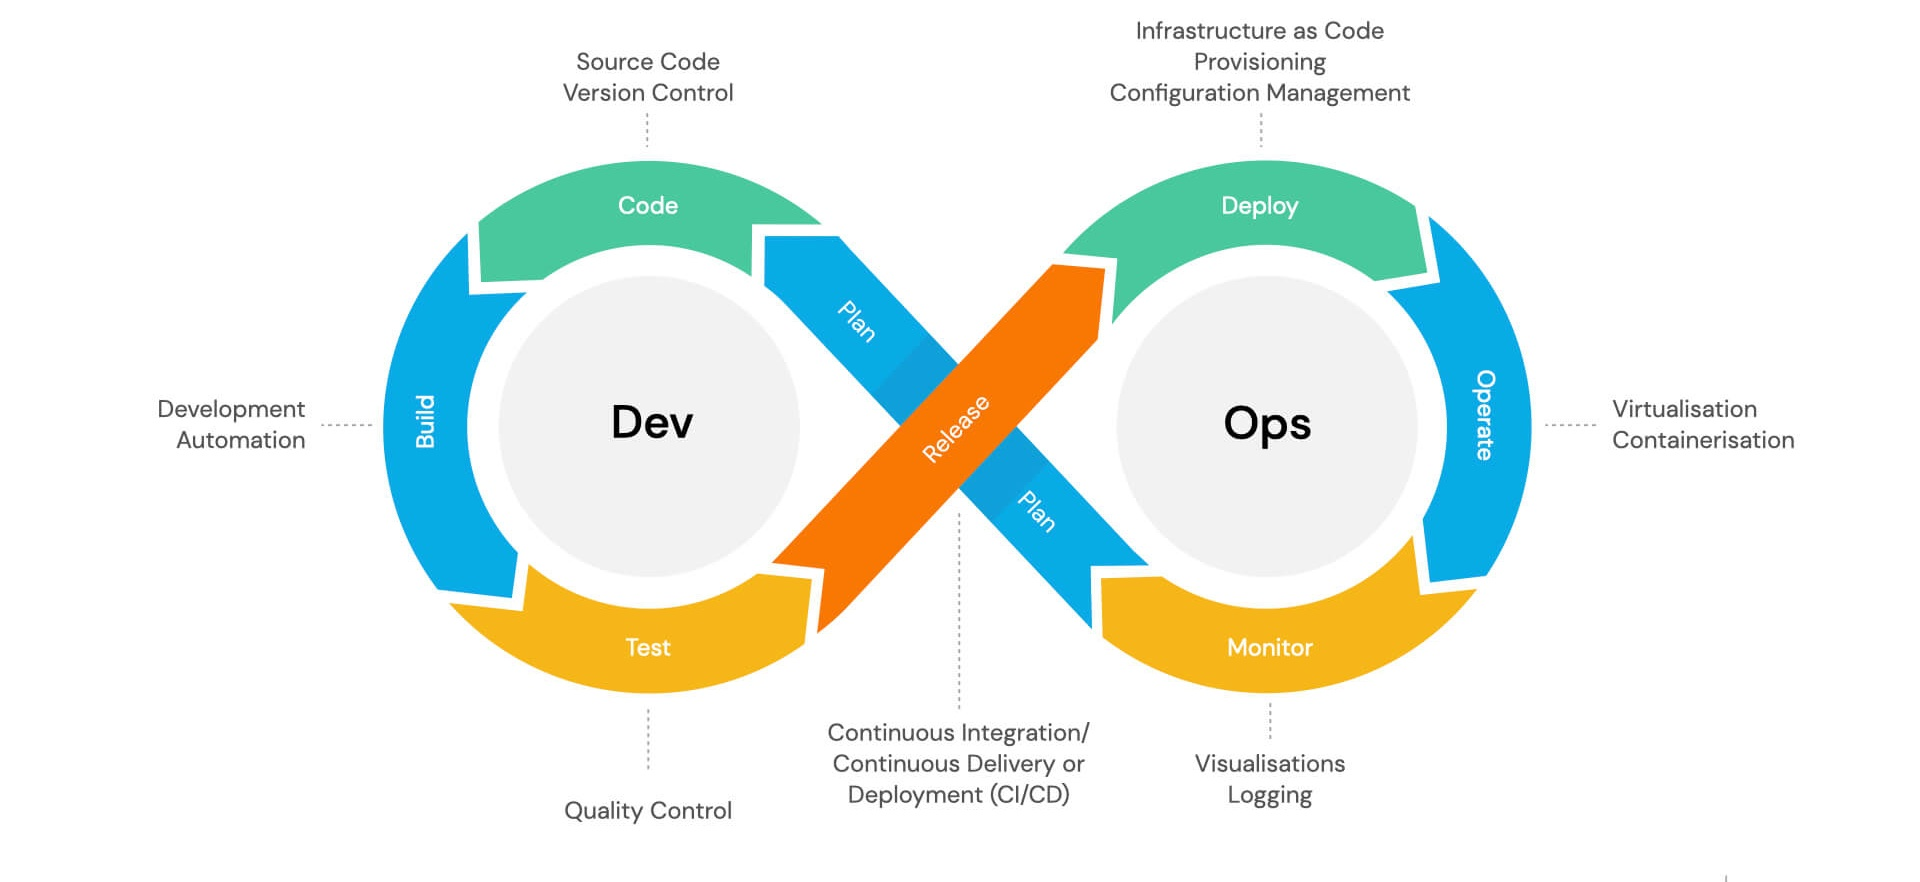 Infrastructure as Code
Provisioning
Configuration Management
Source Code
Version Control
Code
Deploy
Plan
Development
Automation
Build
Dev
Release
Ops
Operate
Virtualisation
Containerisation
Plan
Test
Monitor
Continuous Integration/
Continuous Delivery or
Deployment (CI/CD)
Visualisations
Logging
Quality Control